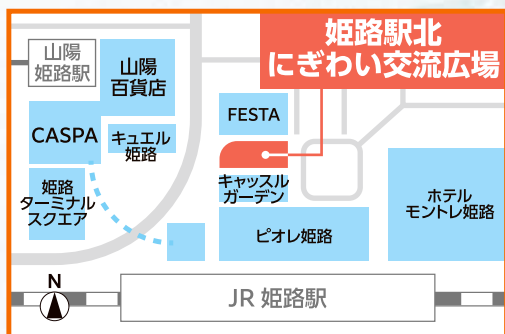 姫路駅北
にぎわい交流広場
山陽
姫路駅
山陽
百貨店
CASPA
キュエル
姫路
FESTA
姫路
ターミナル
スクエア
キャッスル
ガーデン
ホテル
モントレ姫路
ピオレ姫路
N
JR 姫路駅